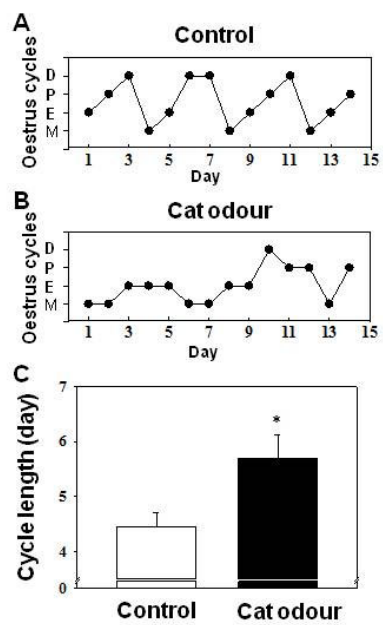 A
Control
Oestrus cycles
D
P
E
M
1 3 5 7 9 11 13 15
Day
B
Cat odour
Oestrus cycles
D
P
E
M
1 3 5 7 9 11 13 15
Day
C
Cycle length (day)
7
6
5
4
0
*
Control Cat odour